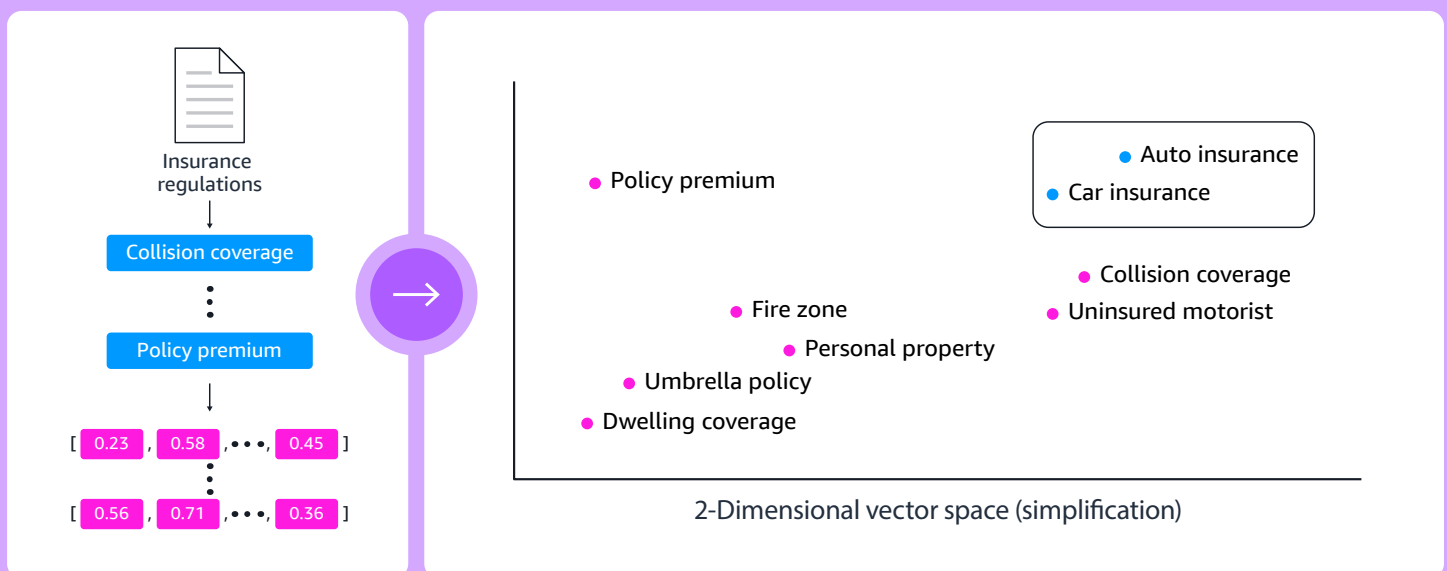 Insurance
regulations
Collision coverage
Policy premium
[ 0.23 , 0.58 ,•••, 0.45 ]
[ 0.56 , 0.71 ,•••, 0.36 ]
Auto insurance
Policy premium
Car insurance
Collision coverage
Fire zone
Uninsured motorist
Personal property
Umbrella policy
Dwelling coverage
2-Dimensional vector space (simplification)